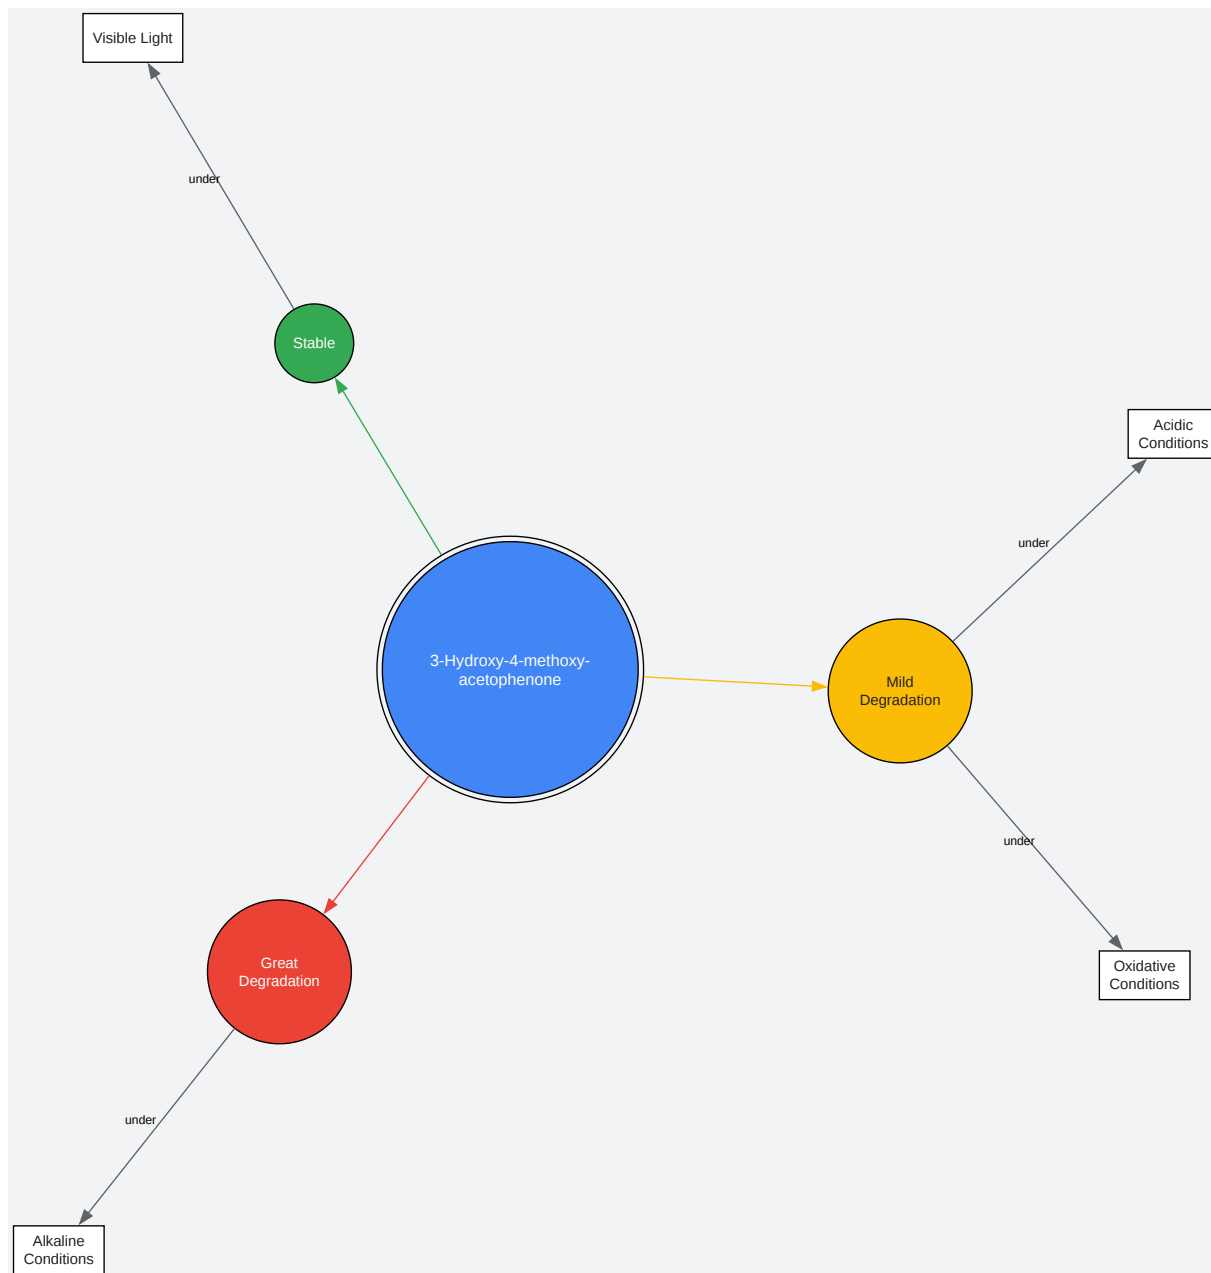 Visible Light
under
Stable
Acidic
Conditions
under
3-Hydroxy-4-methoxy-
acetophenone
Mild
Degradation
under
Great
Degradation
Oxidative
Conditions
under
Alkaline
Conditions